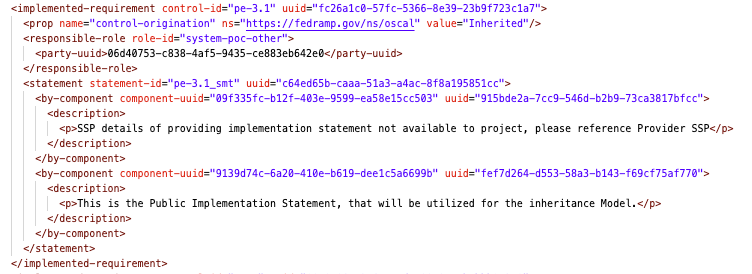 <implemented-requirement control-id="pe-3.1" uuid="fc26a1c0-57fc-5366-8e39-23b9f723c1a7">
<prop name="control-origination" ns="https://fedramp.gov/ns/oscal" value="Inherited"/>
<responsible-role role-id="system-poc-other">
<party-uuid>06d40753-c838-4af5-9435-ce883eb642e0</party-uuid>
</responsible-role>
<statement statement-id="pe-3.1_smt" uuid="c64ed65b-caaa-51a3-a4ac-8f8a195851cc">
<by-component component-uuid="09f335fc-b12f-403e-9599-ea58e15cc503" uuid="915bde2a-7cc9-546d-b2b9-73ca3817bfcc">
<description>
<p>SSP details of providing implementation statement not available to project, please reference Provider SSP</p>
</description>
</by-component>
<by-component component-uuid="9139d74c-6a20-410e-b619-dee1c5a6699b" uuid="fef7d264-d553-58a3-b143-f69cf75af770">
<description>
<p>This is the Public Implementation Statement, that will be utilized for the inheritance Model.</p>
</description>
</by-component>
</statement>
</implemented-requirement>